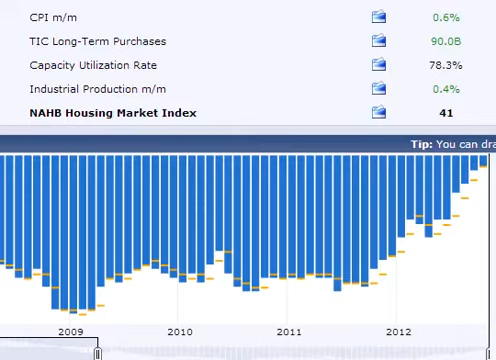 CPI m/m 0.6%
TIC Long-Term Purchases 90.0B
Capacity Utilization Rate 78.3%
Industrial Production m/m 0.4%
NAHB Housing Market Index 41
Tip: You can dra
2009 2010 2011 2012